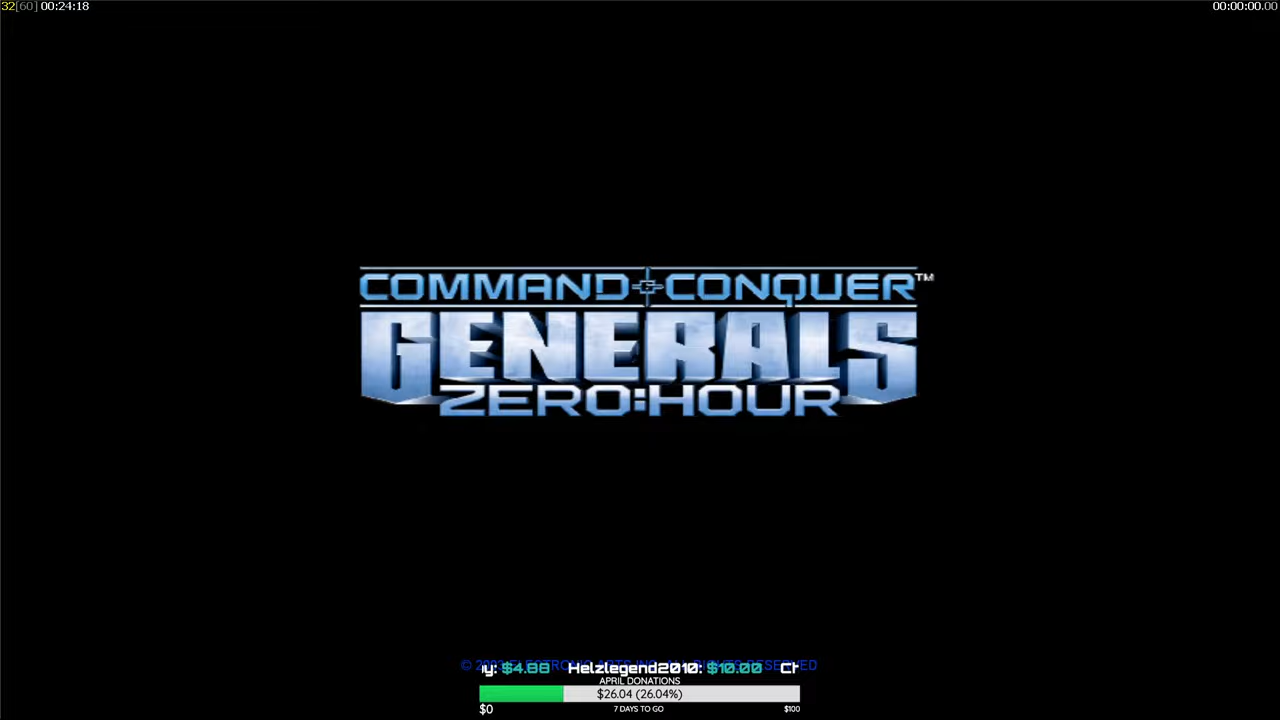 32[60] 00:24:18
00:00:00.00
COMMAND CONQUER™
GENERALS
ZERO:HOUR
$4.88 Helzlegend2010: $10.00
APRIL DONATIONS
$26.04 (26.04%)
$0 7 DAYS TO GO $100